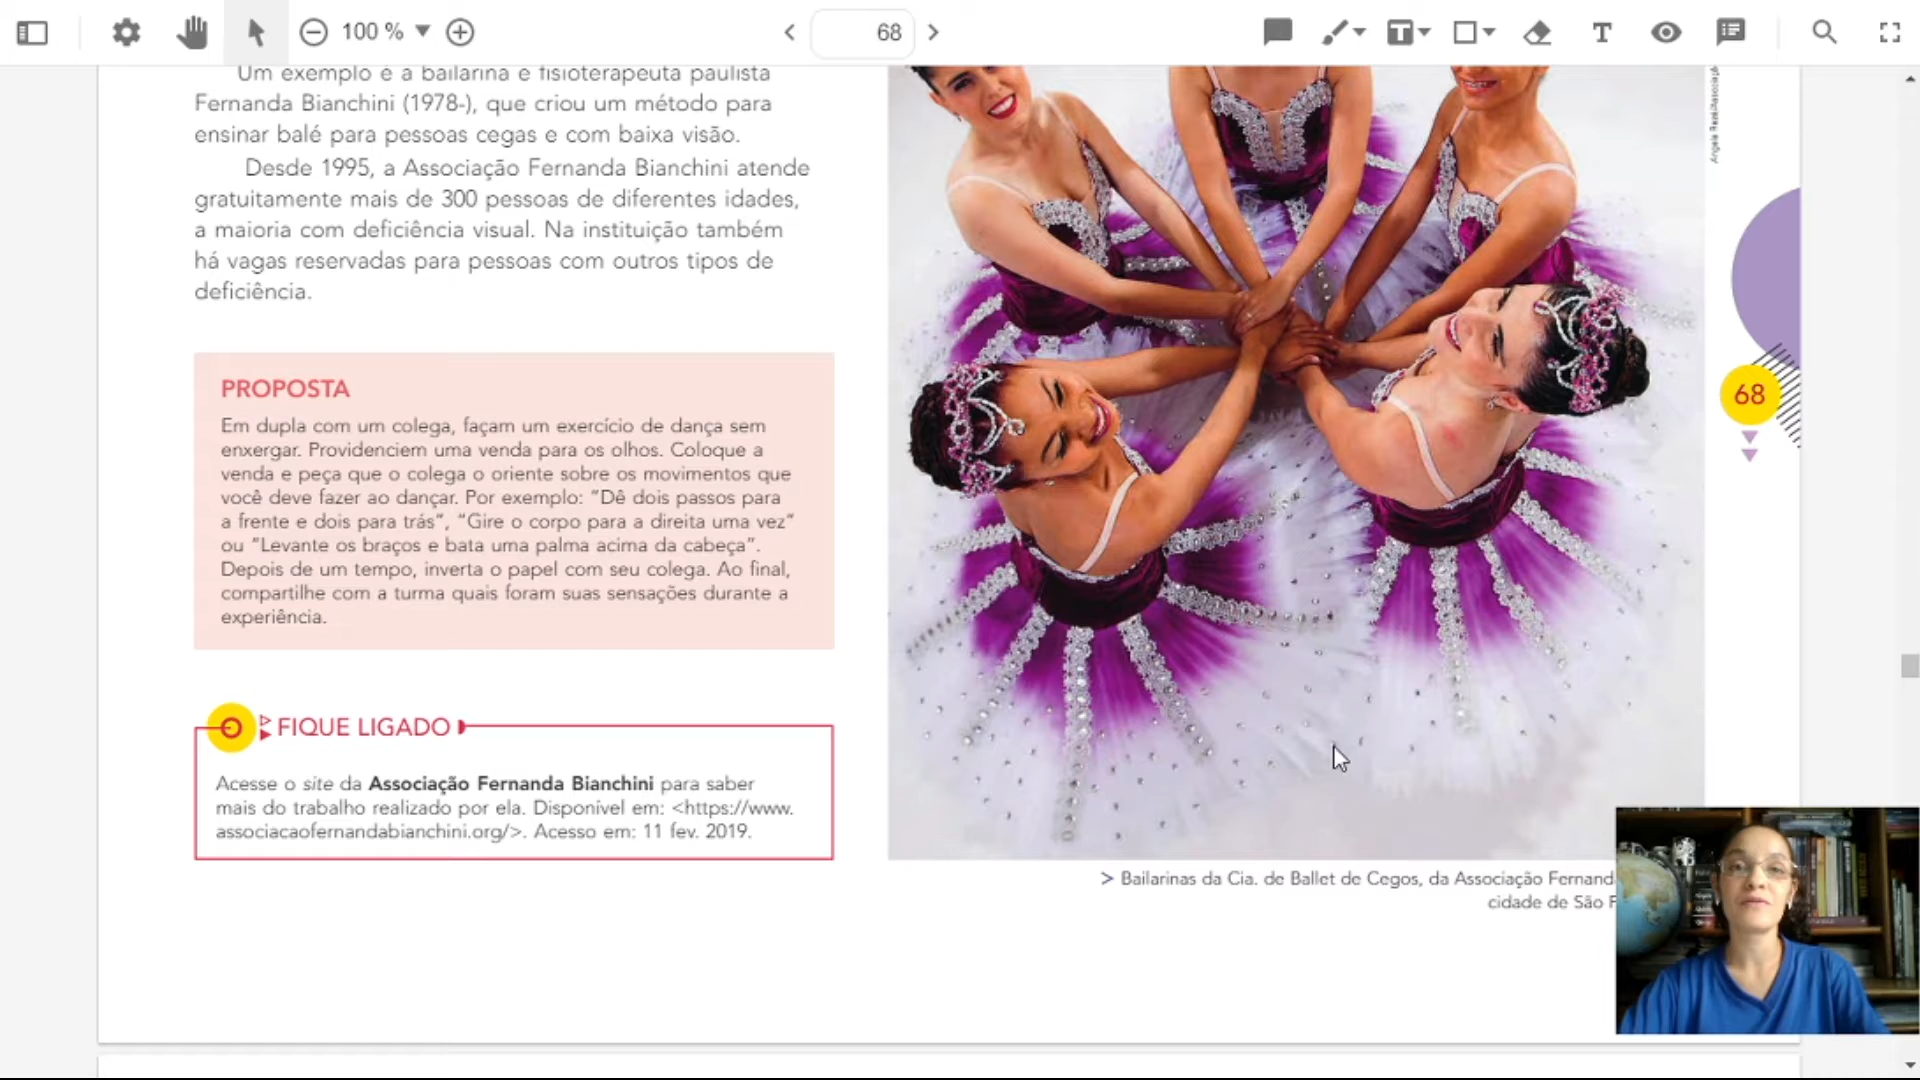 100 %
68
Um exemplo é a bailarina e fisioterapeuta paulista
Fernanda Bianchini (1978-), que criou um método para
ensinar balé para pessoas cegas e com baixa visão.
Desde 1995, a Associação Fernanda Bianchini atende
gratuitamente mais de 300 pessoas de diferentes idades,
a maioria com deficiência visual. Na instituição também
há vagas reservadas para pessoas com outros tipos de
deficiência.
PROPOSTA
Em dupla com um colega, façam um exercício de dança sem
enxergar. Providenciem uma venda para os olhos. Coloque a
venda e peça que o colega o oriente sobre os movimentos que
você deve fazer ao dançar. Por exemplo: “Dê dois passos para
a frente e dois para trás”, “Gire o corpo para a direita uma vez”
ou “Levante os braços e bata uma palma acima da cabeça”.
Depois de um tempo, inverta o papel com seu colega. Ao final,
compartilhe com a turma quais foram suas sensações durante a
experiência.
FIQUE LIGADO
Acesse o site da Associação Fernanda Bianchini para saber
mais do trabalho realizado por ela. Disponível em: <https://www.
associacaofernandabianchini.org/>. Acesso em: 11 fev. 2019.
68
> Bailarinas da Cia. de Ballet de Cegos, da Associação Fernand
cidade de São